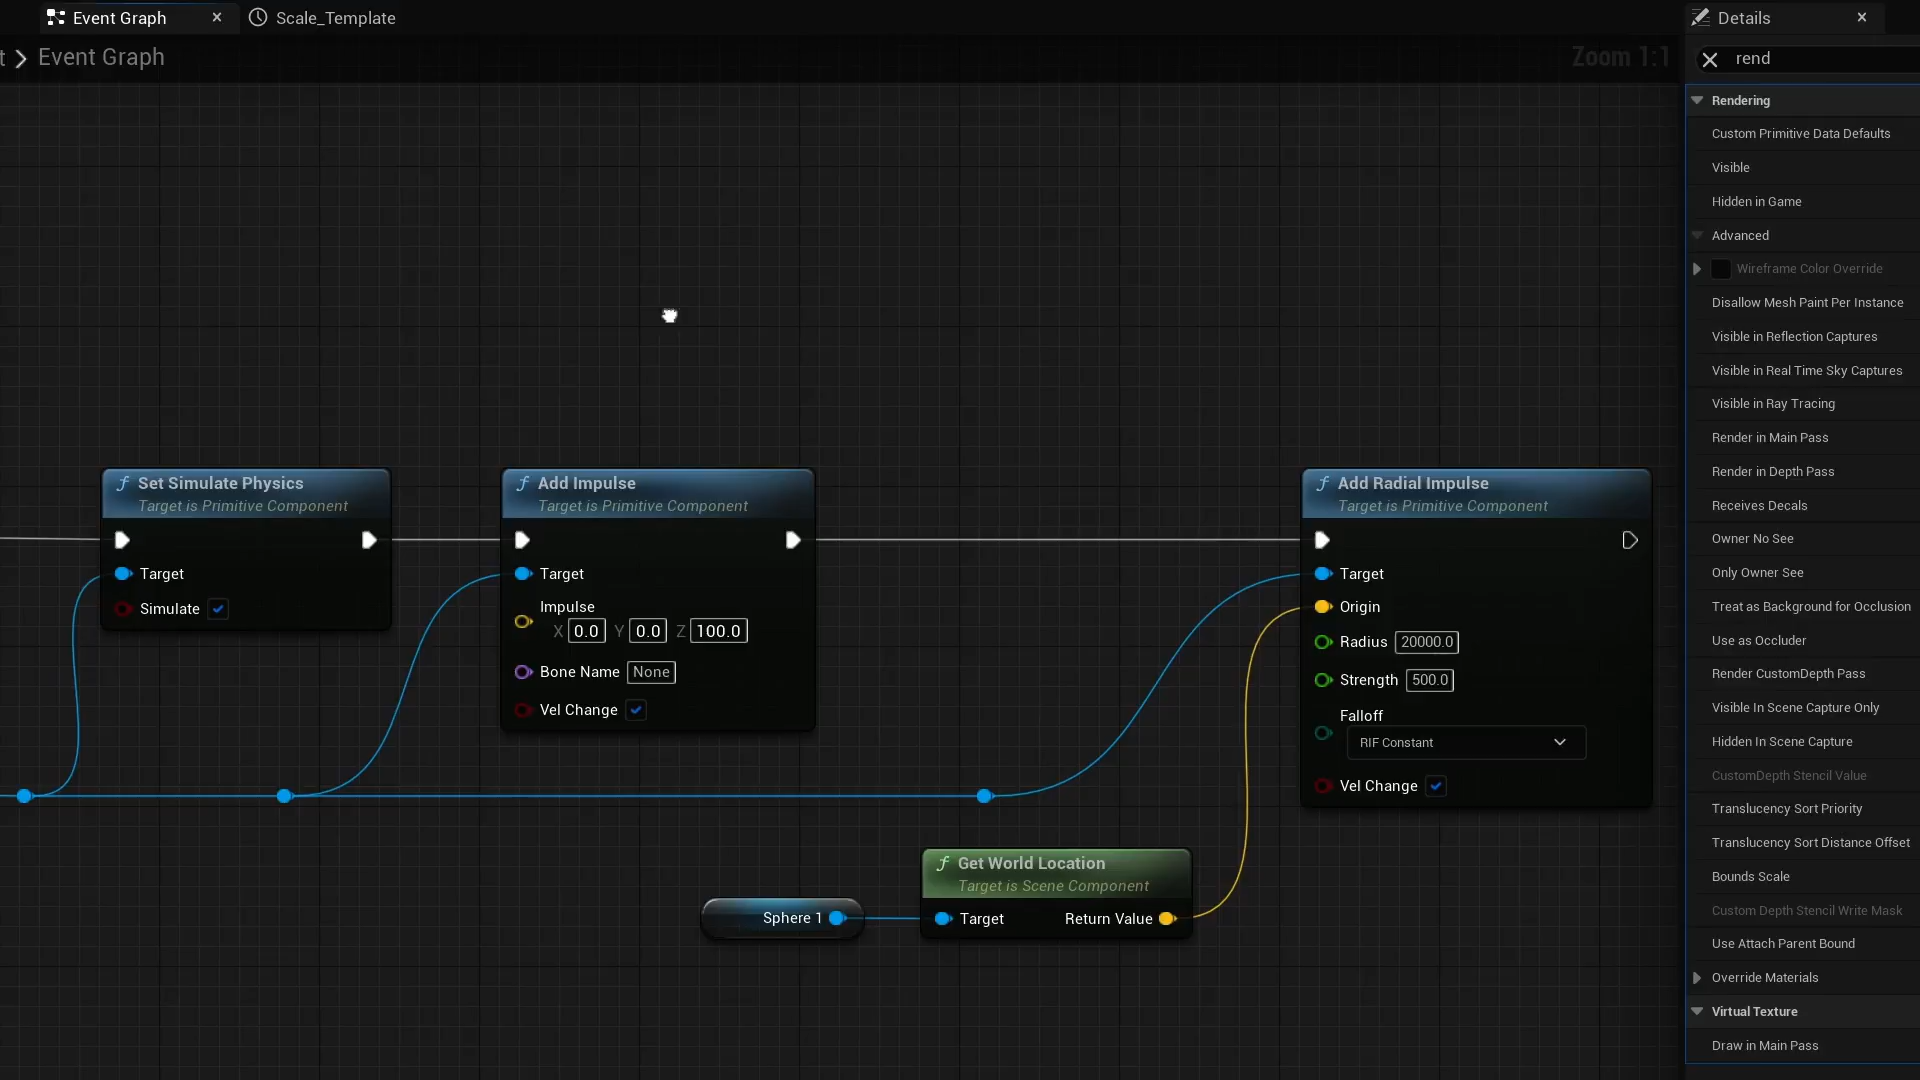 Event Graph
Scale_Template
Details
t > Event Graph
Zoom 1:1
rend
Rendering
Custom Primitive Data Defaults
Visible
Hidden in Game
Advanced
Wireframe Color Override
Disallow Mesh Paint Per Instance
Visible in Reflection Captures
Visible in Real Time Sky Captures
Visible in Ray Tracing
Render in Main Pass
Render in Depth Pass
Receives Decals
Owner No See
Only Owner See
Treat as Background for Occlusion
Use as Occluder
Render CustomDepth Pass
Visible In Scene Capture Only
Hidden In Scene Capture
CustomDepth Stencil Value
Translucency Sort Priority
Translucency Sort Distance Offset
Bounds Scale
Custom Depth Stencil Write Mask
Use Attach Parent Bound
Override Materials
Virtual Texture
Draw in Main Pass
f Set Simulate Physics
Target is Primitive Component
Target
Simulate
f Add Impulse
Target is Primitive Component
Target
Impulse
X 0.0 Y 0.0 Z 100.0
Bone Name None
Vel Change
f Add Radial Impulse
Target is Primitive Component
Target
Origin
Radius 20000.0
Strength 500.0
Falloff
RIF Constant
Vel Change
f Get World Location
Target is Scene Component
Sphere 1
Target Return Value